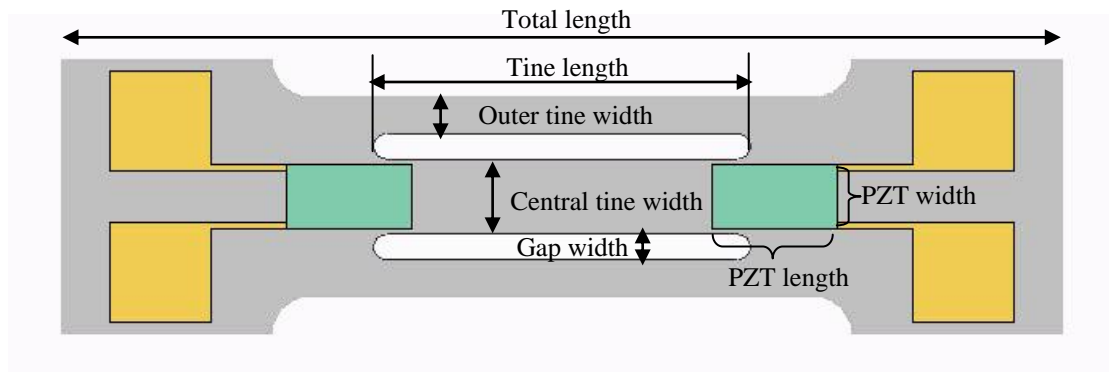 Total length
Tine length
Outer tine width
Central tine width
PZT width
Gap width
PZT length